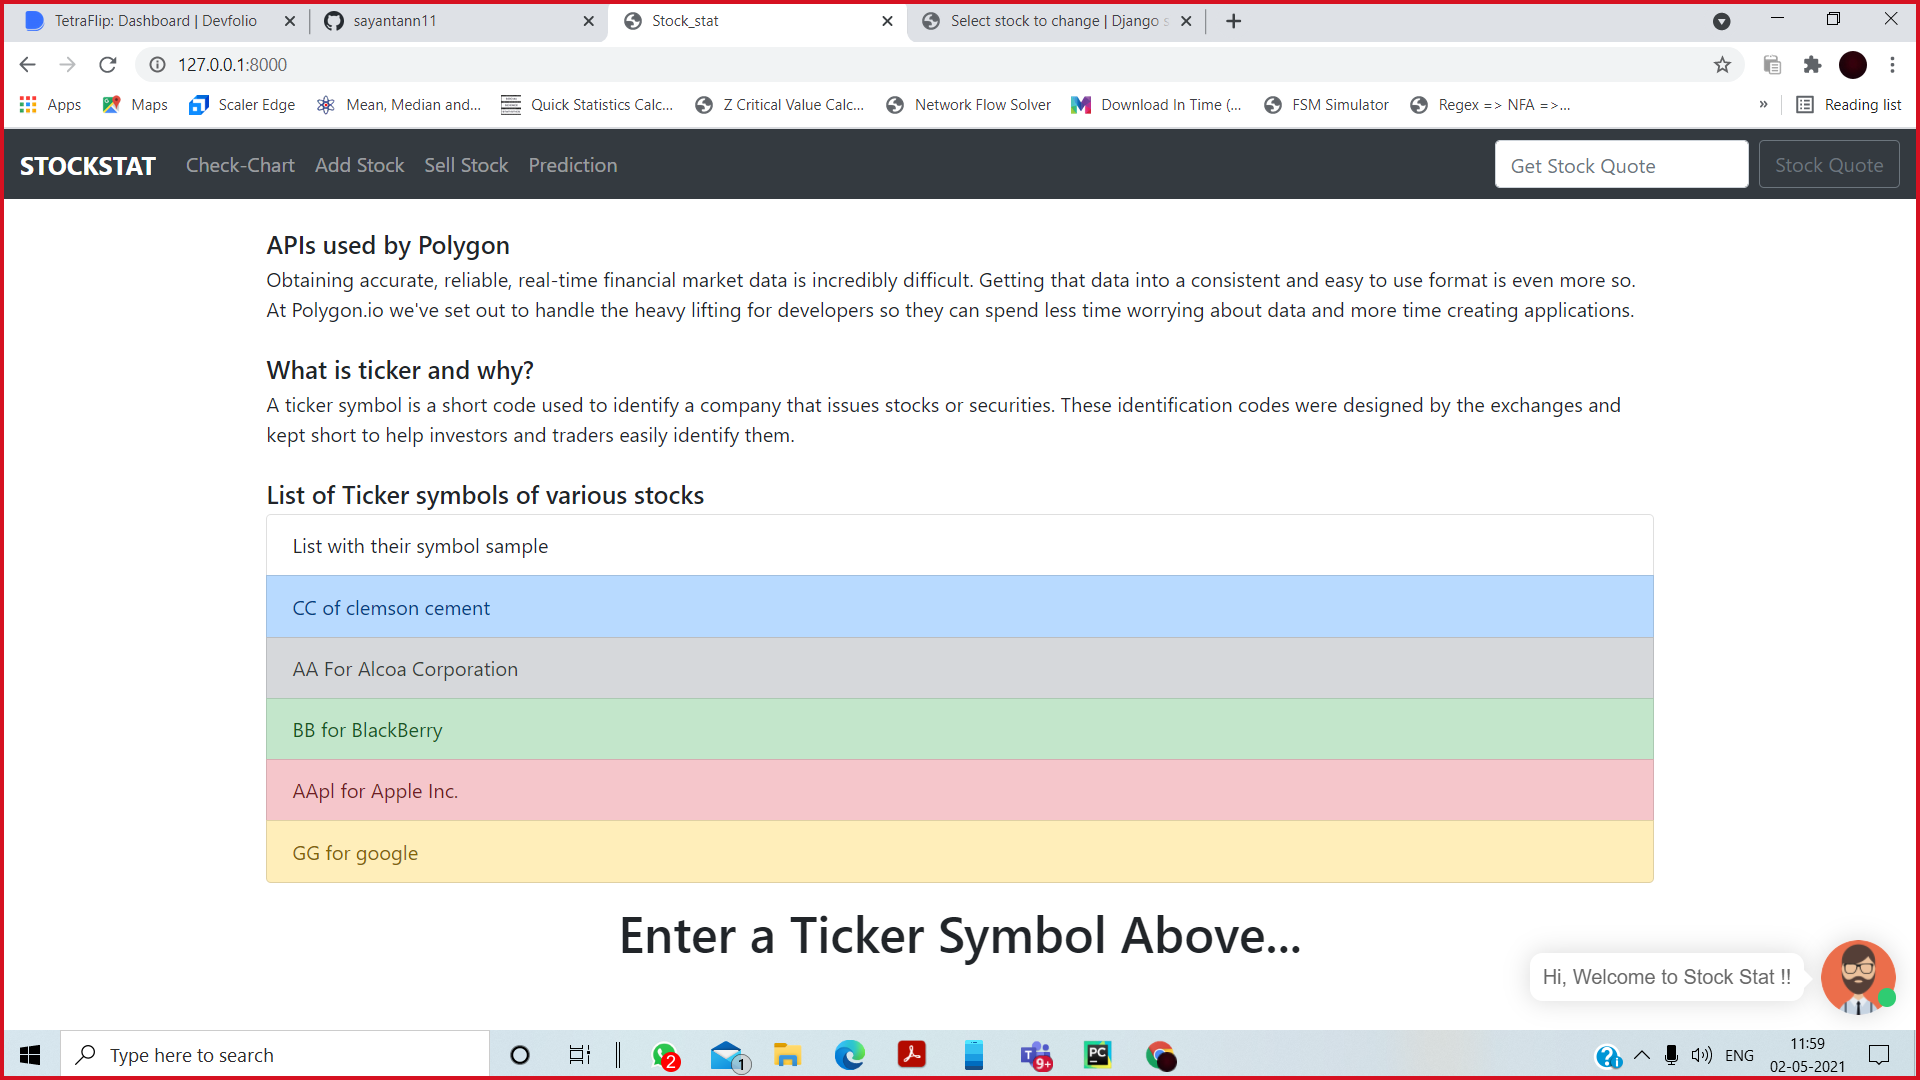 TetraFlip: Dashboard | Devfolio
sayantann11
Stock_stat
Select stock to change | Django s
127.0.0.1:8000
Apps
Maps
Scaler Edge
Mean, Median and...
Quick Statistics Calc...
Z Critical Value Calc...
Network Flow Solver
Download In Time (...
FSM Simulator
Regex => NFA =>...
»
Reading list
STOCKSTAT
Check-Chart
Add Stock
Sell Stock
Prediction
Get Stock Quote
Stock Quote
APIs used by Polygon
Obtaining accurate, reliable, real-time financial market data is incredibly difficult. Getting that data into a consistent and easy to use format is even more so.
At Polygon.io we've set out to handle the heavy lifting for developers so they can spend less time worrying about data and more time creating applications.
What is ticker and why?
A ticker symbol is a short code used to identify a company that issues stocks or securities. These identification codes were designed by the exchanges and
kept short to help investors and traders easily identify them.
List of Ticker symbols of various stocks
List with their symbol sample
CC of clemson cement
AA For Alcoa Corporation
BB for BlackBerry
AApl for Apple Inc.
GG for google
Enter a Ticker Symbol Above...
Hi, Welcome to Stock Stat !!
Type here to search
2
1
9+
PC
ENG
11:59
02-05-2021